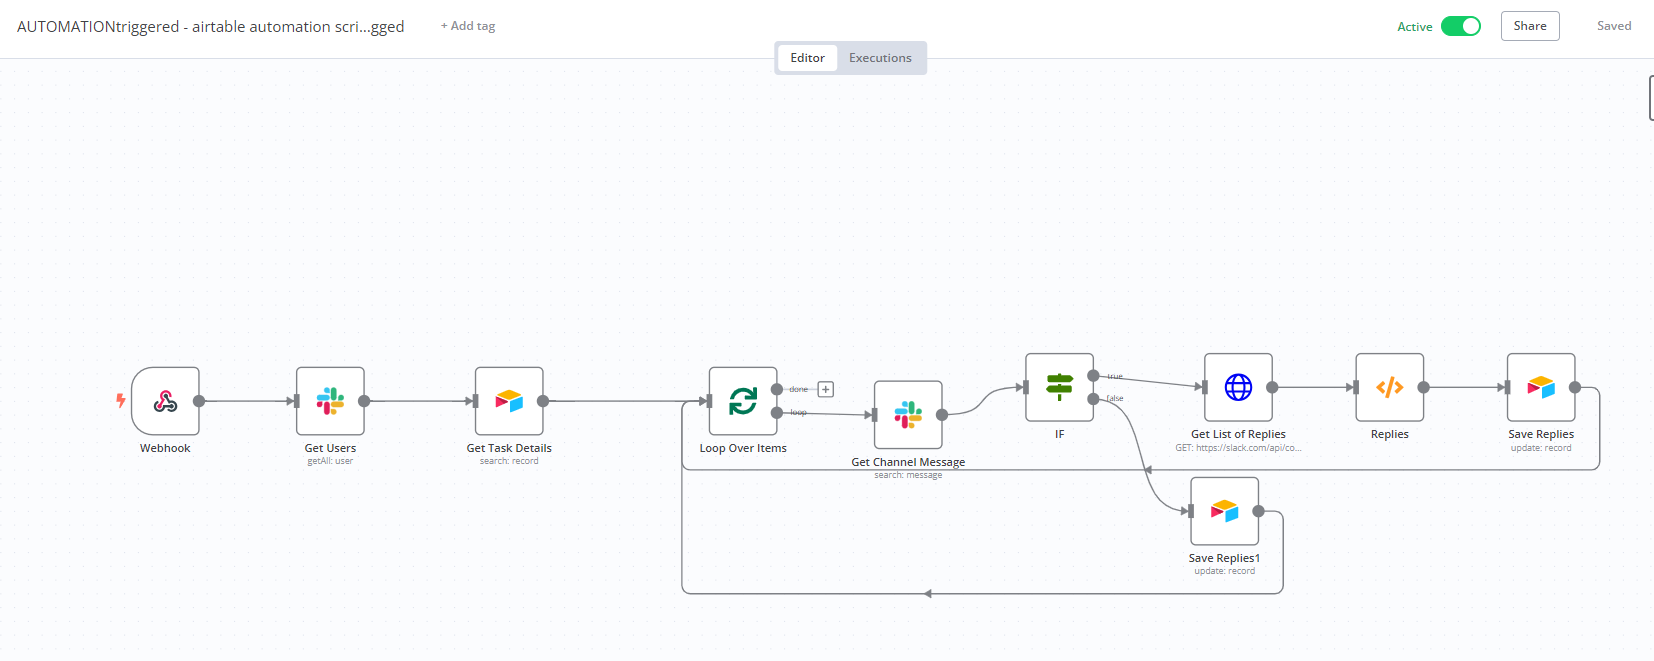 AUTOMATIONtriggered - airtable automation scri...gged
+ Add tag
Active
Share
Saved
Editor
Executions
Webhook
Get Users
getAll: user
Get Task Details
search: record
Loop Over Items
done
loop
Get Channel Message
search: message
IF
true
false
Get List of Replies
GET: https://slack.com/api/co...
Replies
Save Replies
update: record
Save Replies1
update: record